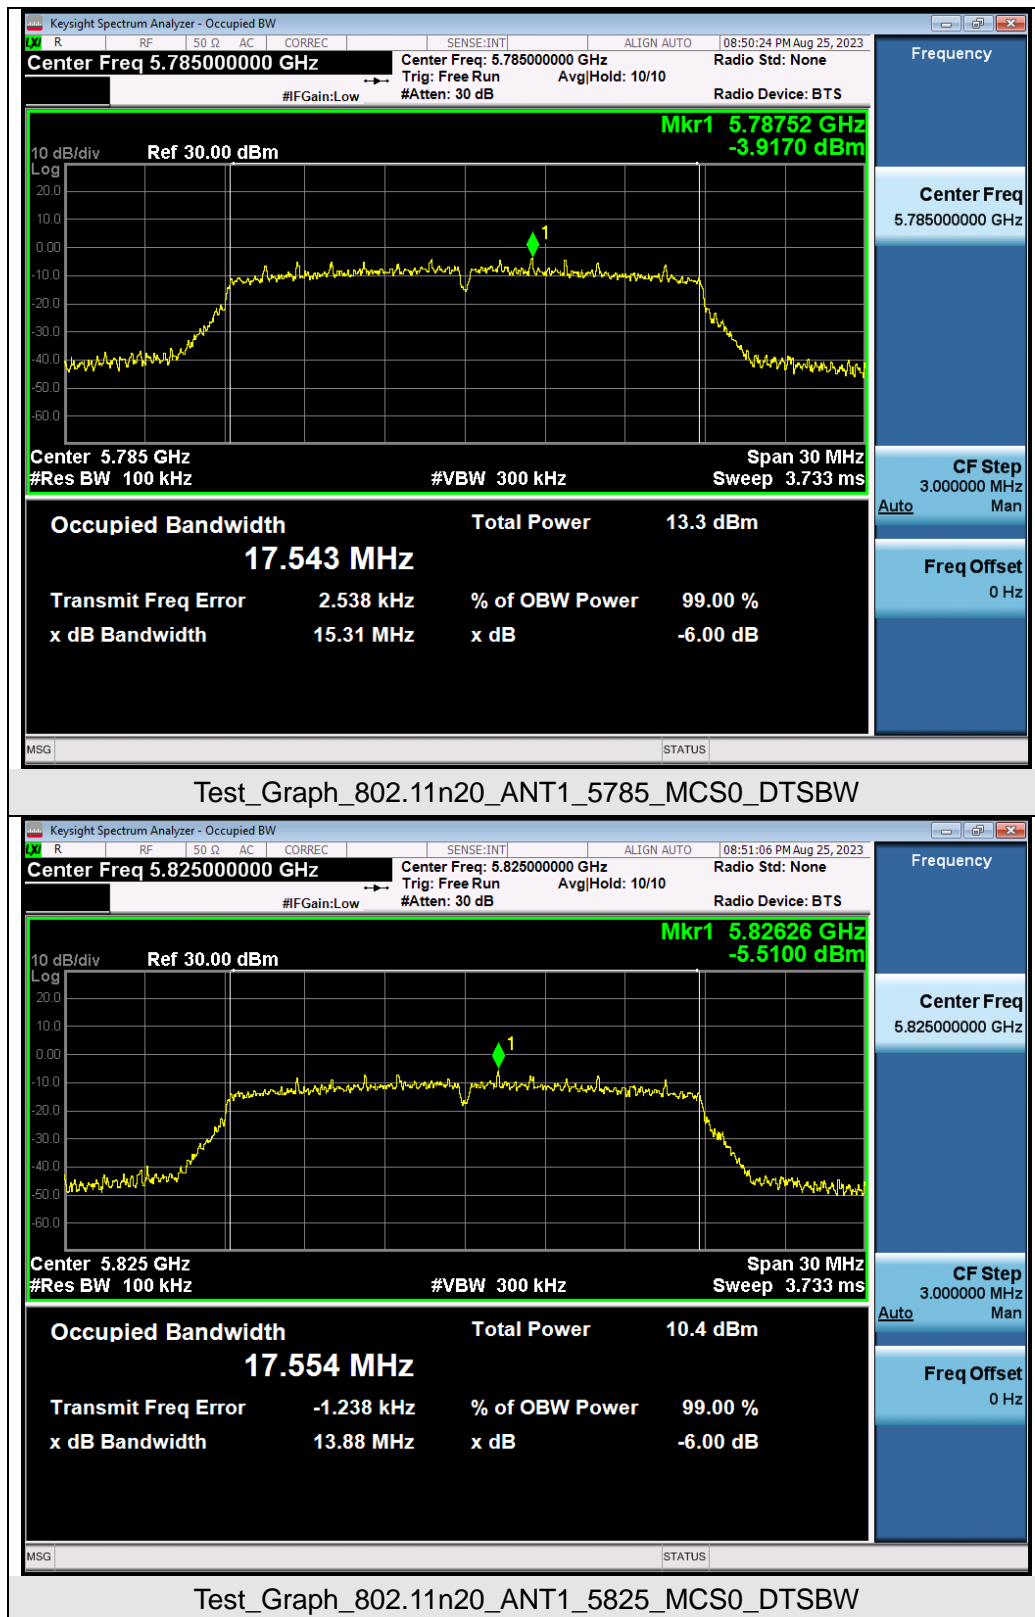 Keysight Spectrum Analyzer - Occupied BW
LXI R RF 50 Ω AC CORREC SENSE:INT ALIGN AUTO 08:50:24 PM Aug 25, 2023
Center Freq 5.785000000 GHz Center Freq: 5.785000000 GHz Radio Std: None Frequency
Trig: Free Run Avg|Hold: 10/10
#IFGain:Low #Atten: 30 dB Radio Device: BTS
Mkr1 5.78752 GHz
10 dB/div Ref 30.00 dBm -3.9170 dBm
Log
20.0
Center Freq
5.785000000 GHz
10.0
1
0.00
-10.0
-20.0
-30.0
-40.0
-50.0
-60.0
Center 5.785 GHz Span 30 MHz
#Res BW 100 kHz #VBW 300 kHz Sweep 3.733 ms
CF Step
3.000000 MHz
Auto Man
Occupied Bandwidth Total Power 13.3 dBm
17.543 MHz
Freq Offset
0 Hz
Transmit Freq Error 2.538 kHz % of OBW Power 99.00 %
x dB Bandwidth 15.31 MHz x dB -6.00 dB
MSG STATUS
Test_Graph_802.11n20_ANT1_5785_MCS0_DTSBW
Keysight Spectrum Analyzer - Occupied BW
LXI R RF 50 Ω AC CORREC SENSE:INT ALIGN AUTO 08:51:06 PM Aug 25, 2023
Center Freq 5.825000000 GHz Center Freq: 5.825000000 GHz Radio Std: None Frequency
Trig: Free Run Avg|Hold: 10/10
#IFGain:Low #Atten: 30 dB Radio Device: BTS
Mkr1 5.82626 GHz
10 dB/div Ref 30.00 dBm -5.5100 dBm
Log
20.0
Center Freq
5.825000000 GHz
10.0
1
0.00
-10.0
-20.0
-30.0
-40.0
-50.0
-60.0
Center 5.825 GHz Span 30 MHz
#Res BW 100 kHz #VBW 300 kHz Sweep 3.733 ms
CF Step
3.000000 MHz
Auto Man
Occupied Bandwidth Total Power 10.4 dBm
17.554 MHz
Freq Offset
0 Hz
Transmit Freq Error -1.238 kHz % of OBW Power 99.00 %
x dB Bandwidth 13.88 MHz x dB -6.00 dB
MSG STATUS
Test_Graph_802.11n20_ANT1_5825_MCS0_DTSBW